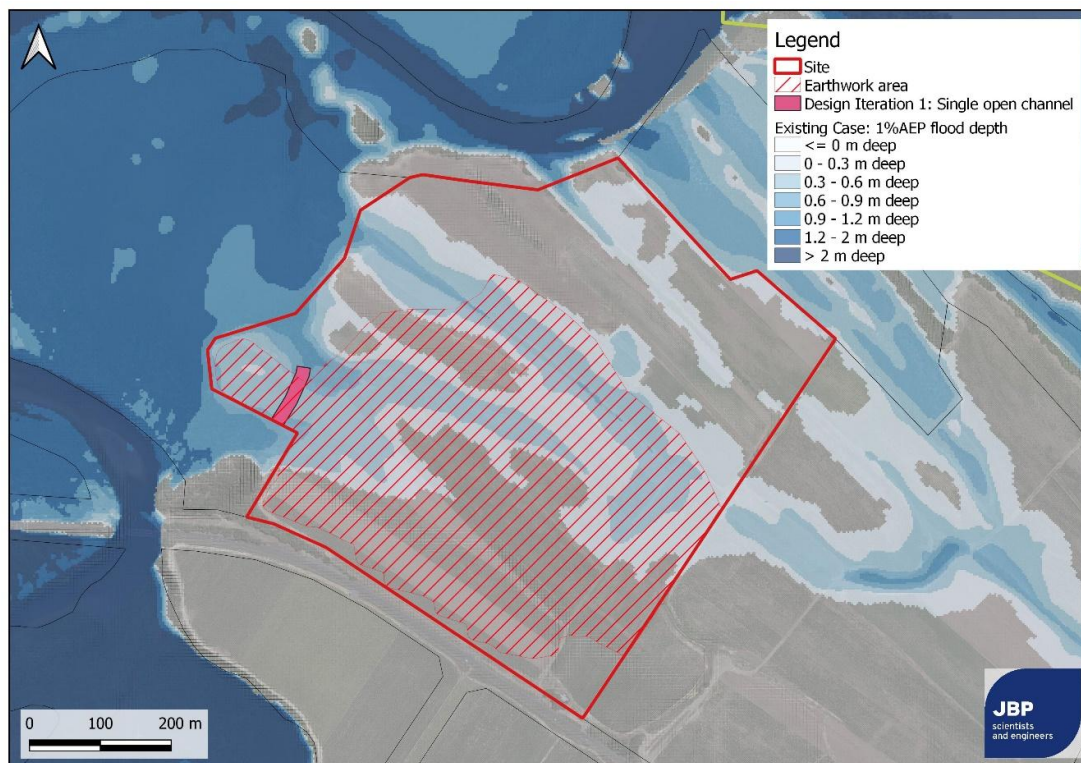 Legend
Site
Earthwork area
Design Iteration 1: Single open channel
Existing Case: 1%AEP flood depth
<= 0 m deep
0 - 0.3 m deep
0.3 - 0.6 m deep
0.6 - 0.9 m deep
0.9 - 1.2 m deep
1.2 - 2 m deep
> 2 m deep
0 100 200 m
JBP
scientists
and engineers